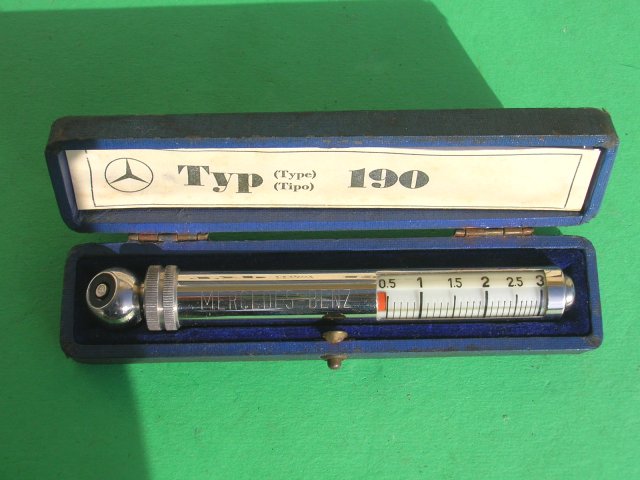 Typ (Type) 190
(Tipo)
MERCEDES-BENZ
0.5 1 1.5 2 2.5 3